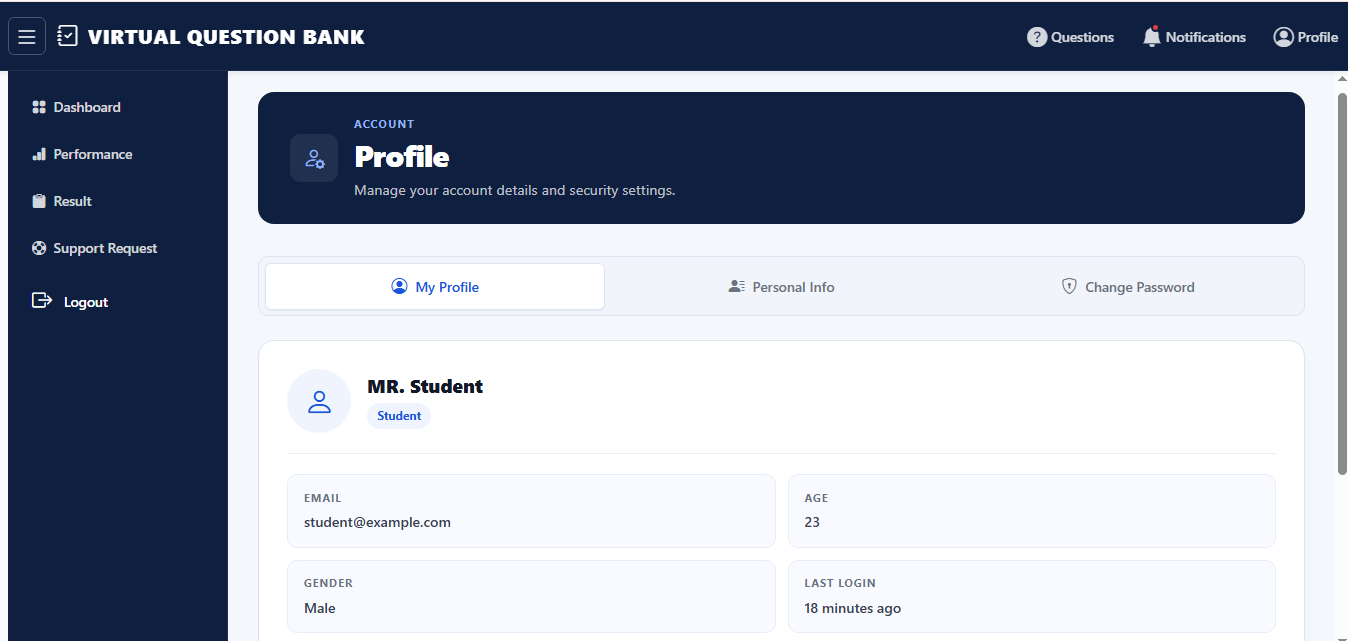 VIRTUAL QUESTION BANK
? Questions
Notifications
Profile
Dashboard
Performance
Result
Support Request
Logout
ACCOUNT
Profile
Manage your account details and security settings.
My Profile
Personal Info
Change Password
MR. Student
Student
EMAIL
student@example.com
AGE
23
GENDER
Male
LAST LOGIN
18 minutes ago